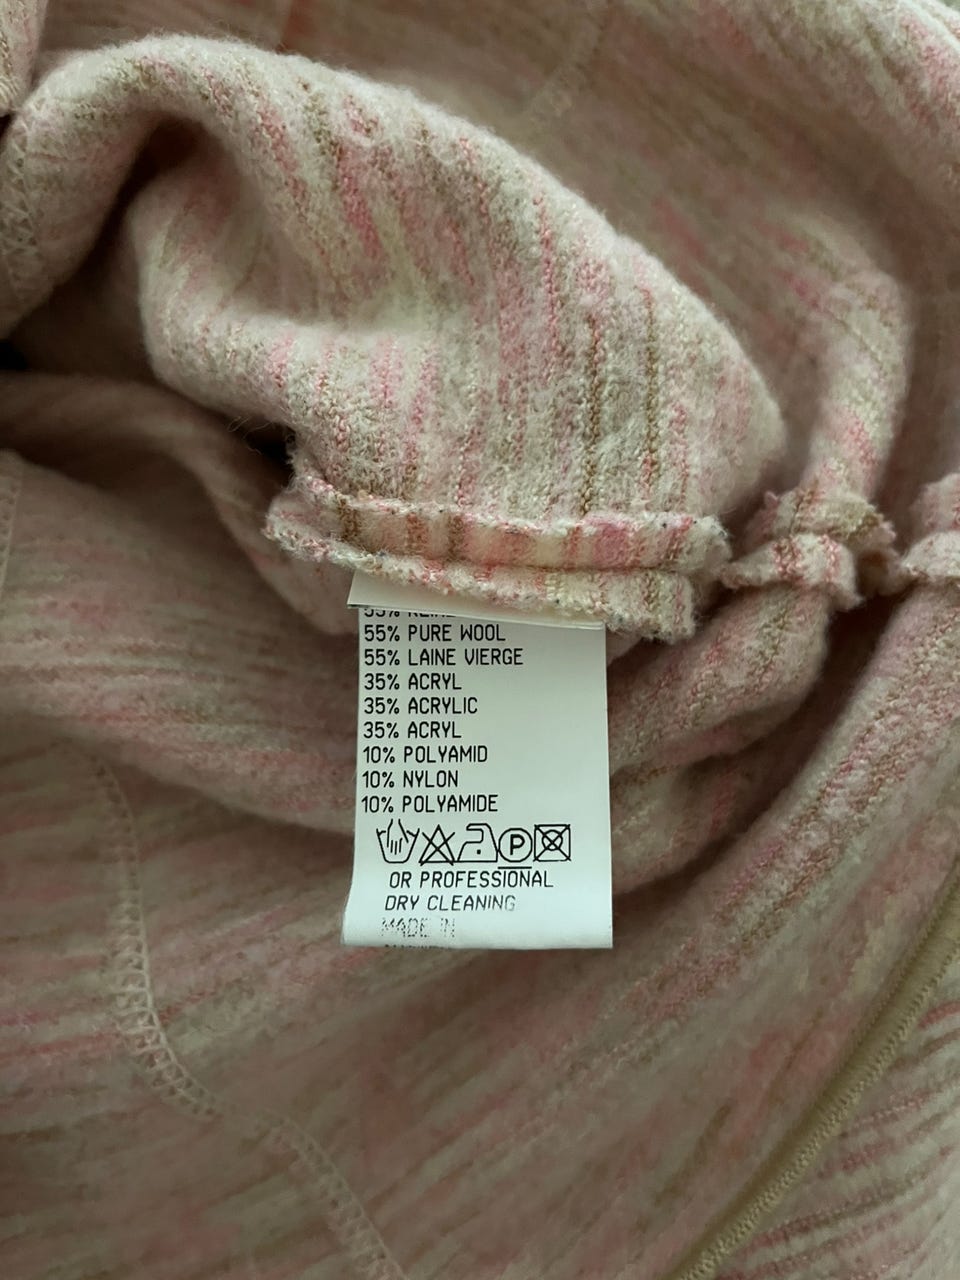 55%
55% PURE WOOL
55% LAINE VIERGE
35% ACRYL
35% ACRYLIC
35% ACRYL
10% POLYAMID
10% NYLON
10% POLYAMIDE
P
OR PROFESSIONAL
DRY CLEANING
MADE IN